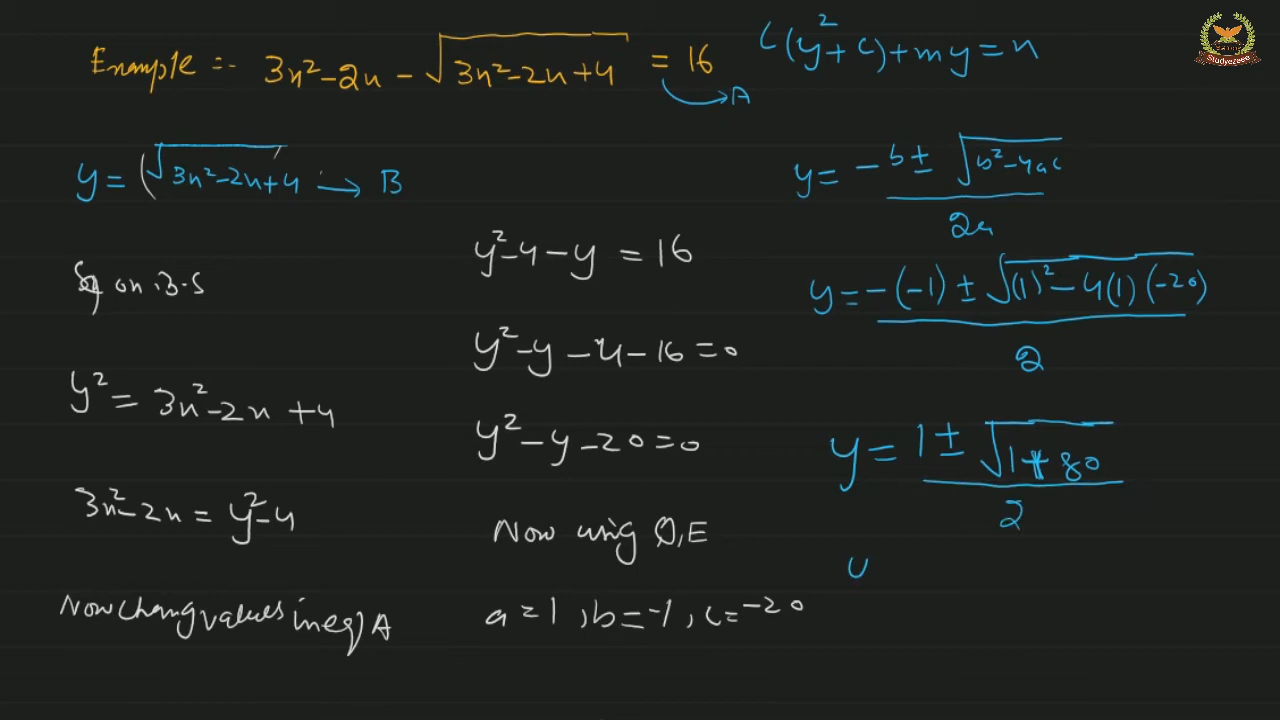 Example :- 3x²-2x-√3x²-2x+4 = 16
→ A
y = (√3x²-2x+4 → B
Sq on B.S
y² = 3x²-2x+4
3x²-2x = y²-4
Now chang values in eq A
y²-4-y = 16
y²-y-4-16=0
y²-y-20=0
Now using Q,E
a=1, b=-1, c=-20
l(y²+c)+my=n
y = -b±√b²-4ac / 2a
y = -(-1)±√(1)²-4(1)(-20) / 2
y = 1±√1+80 / 2
Studyezeee